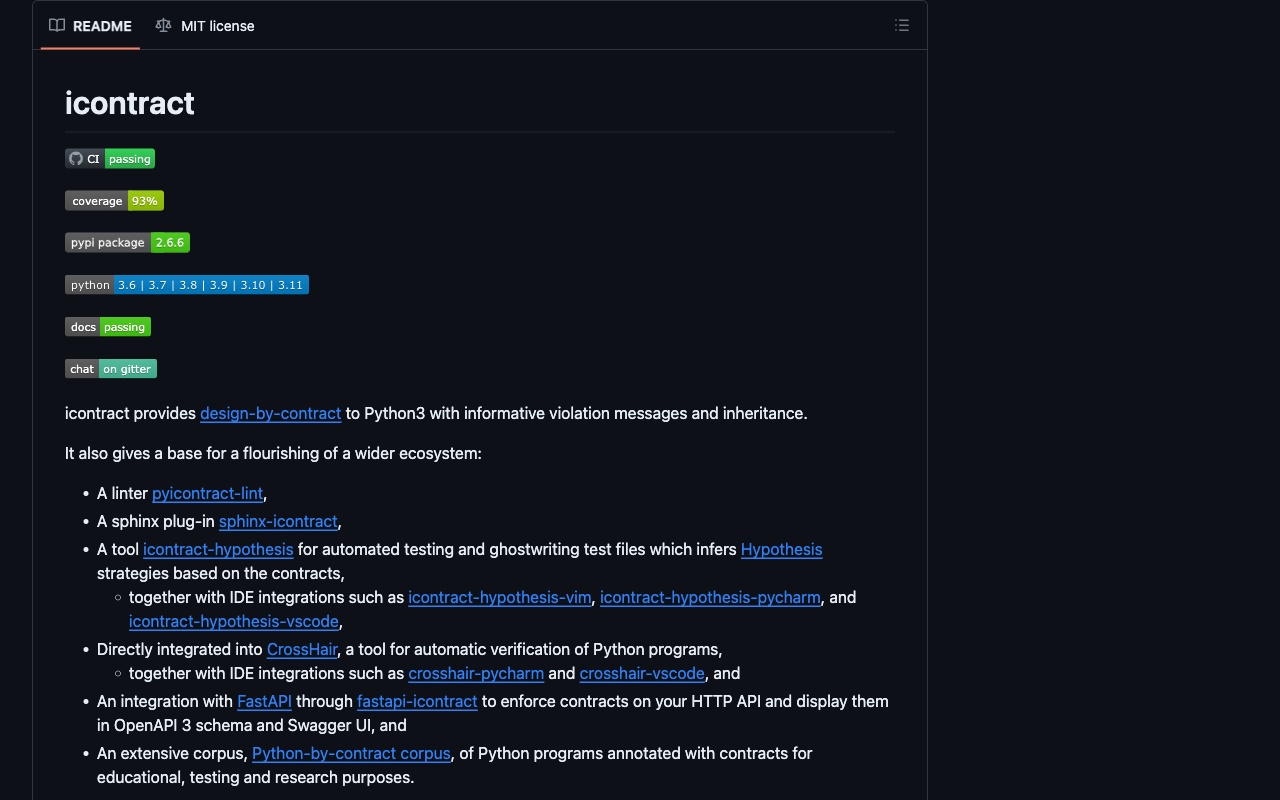 README MIT license
icontract
CI passing
coverage 93%
pypi package 2.6.6
python 3.6 | 3.7 | 3.8 | 3.9 | 3.10 | 3.11
docs passing
chat on gitter
icontract provides design-by-contract to Python3 with informative violation messages and inheritance.
It also gives a base for a flourishing of a wider ecosystem:
• A linter pyicontract-lint,
• A sphinx plug-in sphinx-icontract,
• A tool icontract-hypothesis for automated testing and ghostwriting test files which infers Hypothesis
strategies based on the contracts,
◦ together with IDE integrations such as icontract-hypothesis-vim, icontract-hypothesis-pycharm, and
icontract-hypothesis-vscode,
• Directly integrated into CrossHair, a tool for automatic verification of Python programs,
◦ together with IDE integrations such as crosshair-pycharm and crosshair-vscode, and
• An integration with FastAPI through fastapi-icontract to enforce contracts on your HTTP API and display them
in OpenAPI 3 schema and Swagger UI, and
• An extensive corpus, Python-by-contract corpus, of Python programs annotated with contracts for
educational, testing and research purposes.